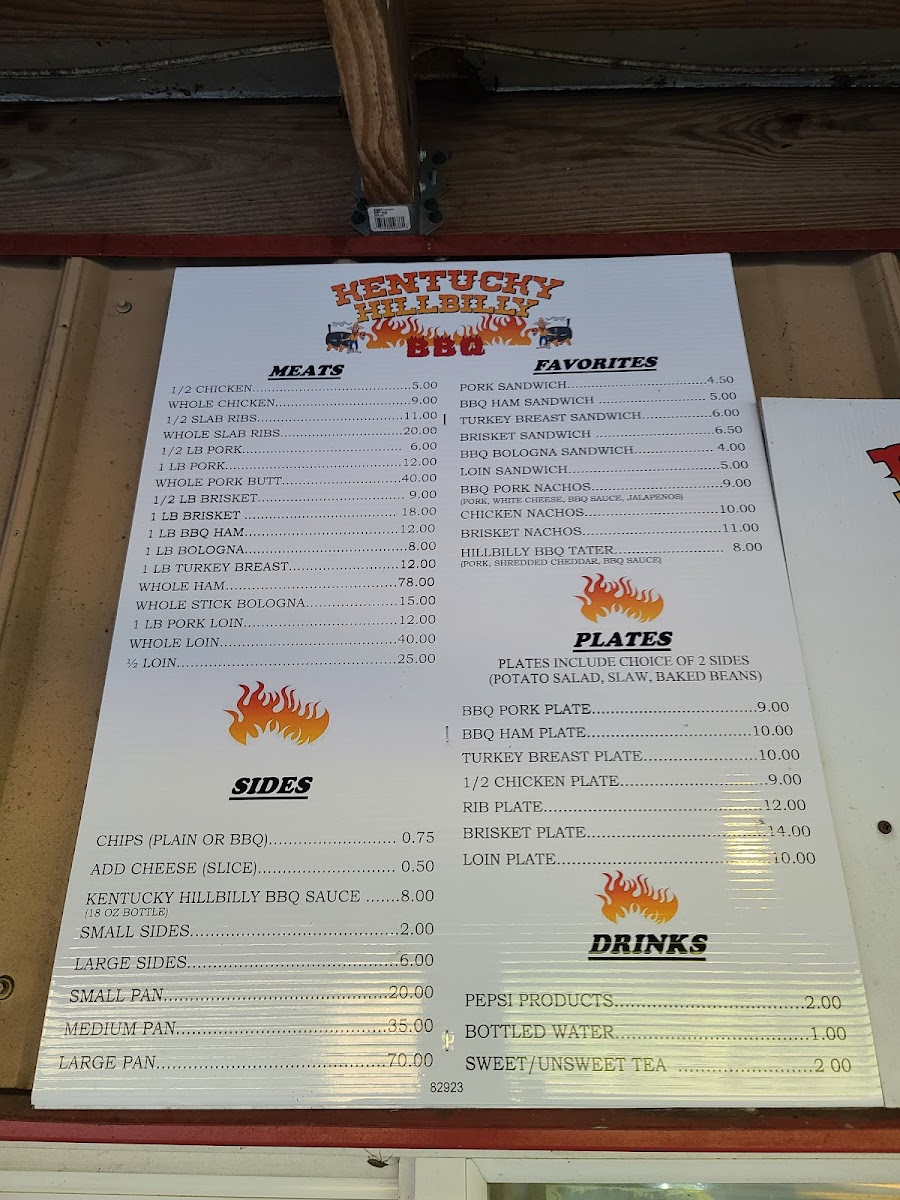 KENTUCKY
HILLBILLY
BBQ
MEATS
1/2 CHICKEN..........5.00
WHOLE CHICKEN..........9.00
1/2 SLAB RIBS..........11.00
WHOLE SLAB RIBS..........20.00
1/2 LB PORK.......... 6.00
1 LB PORK..........12.00
WHOLE PORK BUTT..........40.00
1/2 LB BRISKET.......... 9.00
1 LB BRISKET .......... 18.00
1 LB BBQ HAM..........12.00
1 LB BOLOGNA..........8.00
1 LB TURKEY BREAST..........12.00
WHOLE HAM..........78.00
WHOLE STICK BOLOGNA..........15.00
1 LB PORK LOIN..........12.00
WHOLE LOIN..........40.00
½ LOIN..........25.00
SIDES
CHIPS (PLAIN OR BBQ).......... 0.75
ADD CHEESE (SLICE).......... 0.50
KENTUCKY HILLBILLY BBQ SAUCE .......8.00
(18 OZ BOTTLE)
SMALL SIDES..........2.00
LARGE SIDES..........6.00
SMALL PAN..........20.00
MEDIUM PAN..........35.00
LARGE PAN..........70.00
FAVORITES
PORK SANDWICH..........4.50
BBQ HAM SANDWICH .......... 5.00
TURKEY BREAST SANDWICH..........6.00
BRISKET SANDWICH ..........6.50
BBQ BOLOGNA SANDWICH.......... 4.00
LOIN SANDWICH..........5.00
BBQ PORK NACHOS..........9.00
(PORK, WHITE CHEESE, BBQ SAUCE, JALAPENOS)
CHICKEN NACHOS..........10.00
BRISKET NACHOS..........11.00
HILLBILLY BBQ TATER.......... 8.00
(PORK, SHREDDED CHEDDAR, BBQ SAUCE)
PLATES
PLATES INCLUDE CHOICE OF 2 SIDES
(POTATO SALAD, SLAW, BAKED BEANS)
BBQ PORK PLATE..........9.00
BBQ HAM PLATE..........10.00
TURKEY BREAST PLATE..........10.00
1/2 CHICKEN PLATE..........9.00
RIB PLATE..........12.00
BRISKET PLATE..........14.00
LOIN PLATE..........10.00
DRINKS
PEPSI PRODUCTS..........2.00
BOTTLED WATER..........1.00
SWEET/UNSWEET TEA ..........2 00
82923